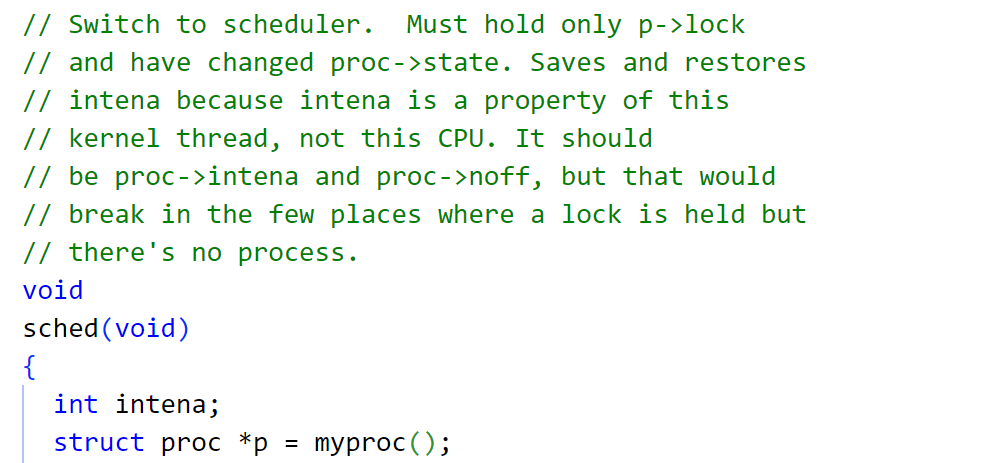 // Switch to scheduler.  Must hold only p->lock
// and have changed proc->state. Saves and restores
// intena because intena is a property of this
// kernel thread, not this CPU. It should
// be proc->intena and proc->noff, but that would
// break in the few places where a lock is held but
// there's no process.
void
sched(void)
{
  int intena;
  struct proc *p = myproc();